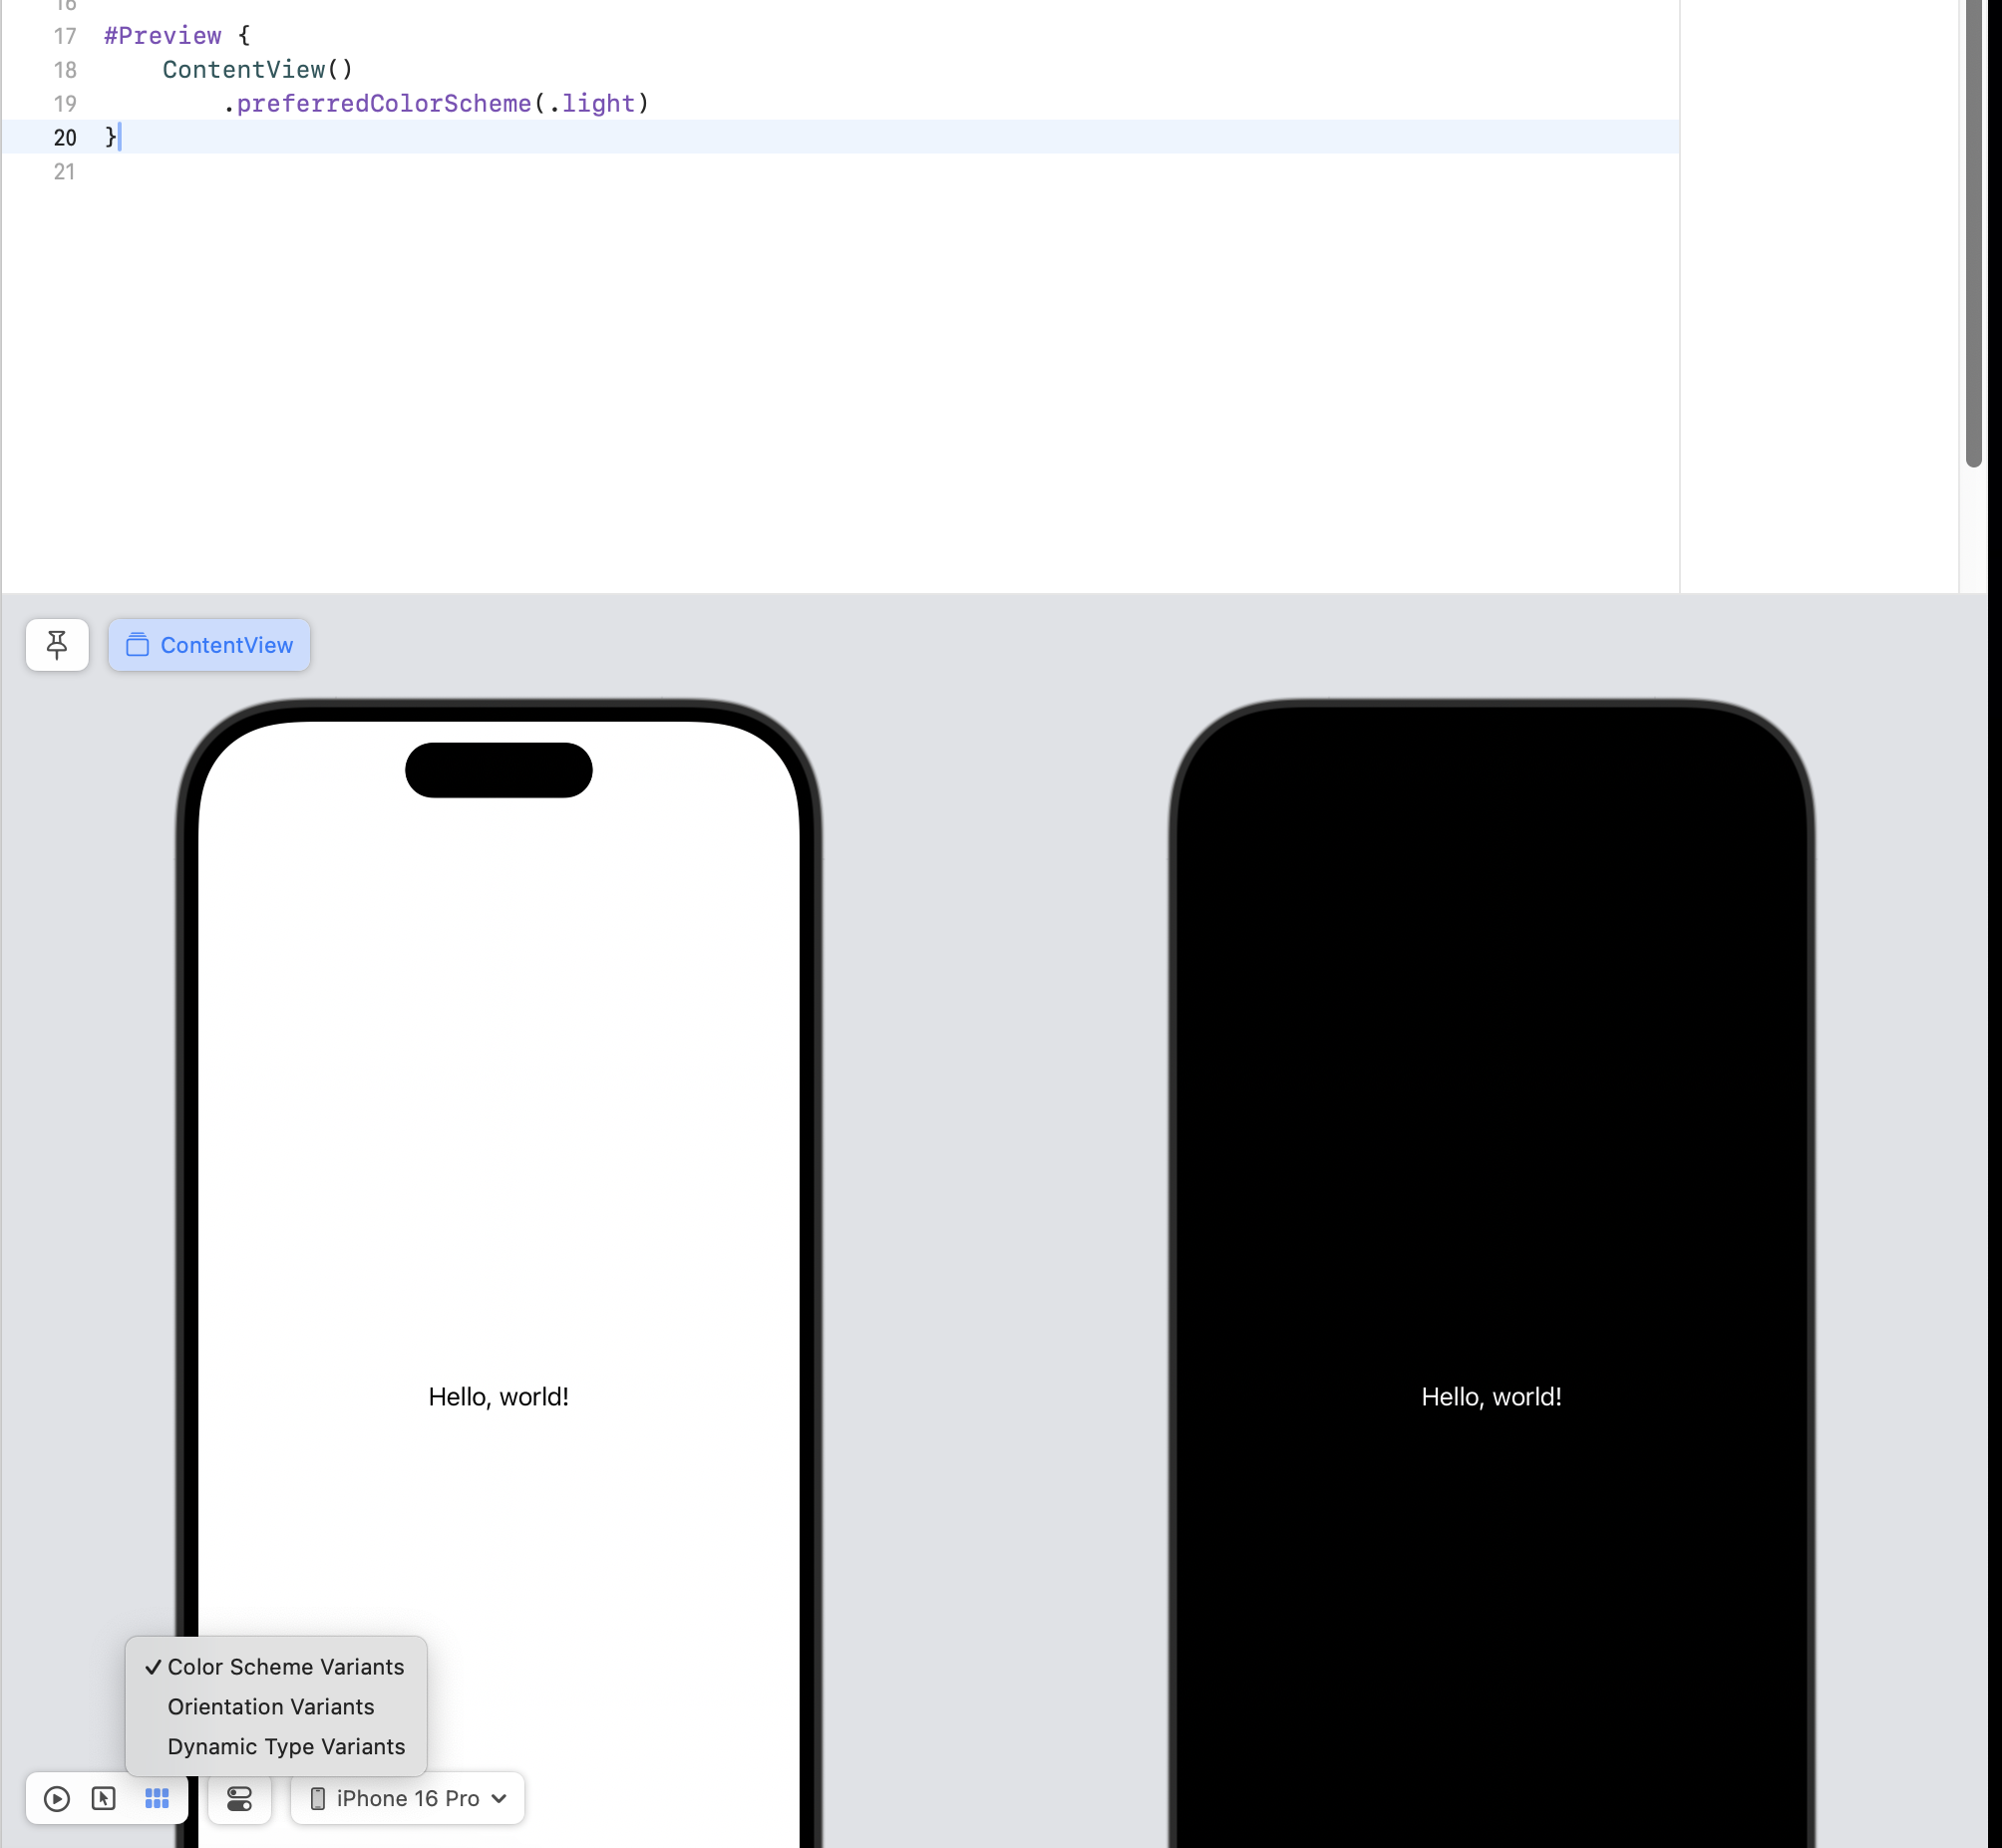 16
17 #Preview {
18 ContentView()
19 .preferredColorScheme(.light)
20 }
21
ContentView
Hello, world!
Hello, world!
✓ Color Scheme Variants
Orientation Variants
Dynamic Type Variants
iPhone 16 Pro